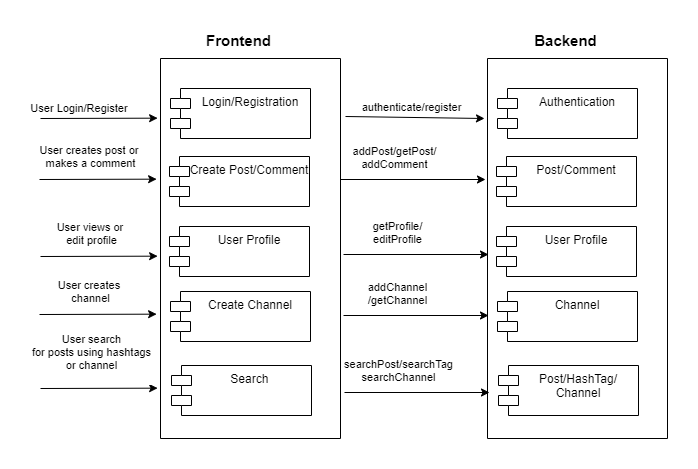 Frontend
Backend
User Login/Register
Login/Registration
authenticate/register
Authentication
User creates post or
makes a comment
Create Post/Comment
addPost/getPost/
addComment
Post/Comment
User views or
edit profile
User Profile
getProfile/
editProfile
User Profile
User creates
channel
Create Channel
addChannel
/getChannel
Channel
User search
for posts using hashtags
or channel
Search
searchPost/searchTag
searchChannel
Post/HashTag/
Channel